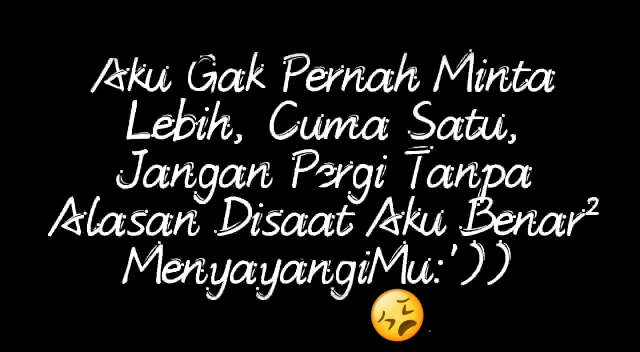 Aku Gak Pernah Minta
Lebih, Cuma Satu,
Jangan Pergi Tanpa
Alasan Disaat Aku Benar²
MenyayangiMu:'))